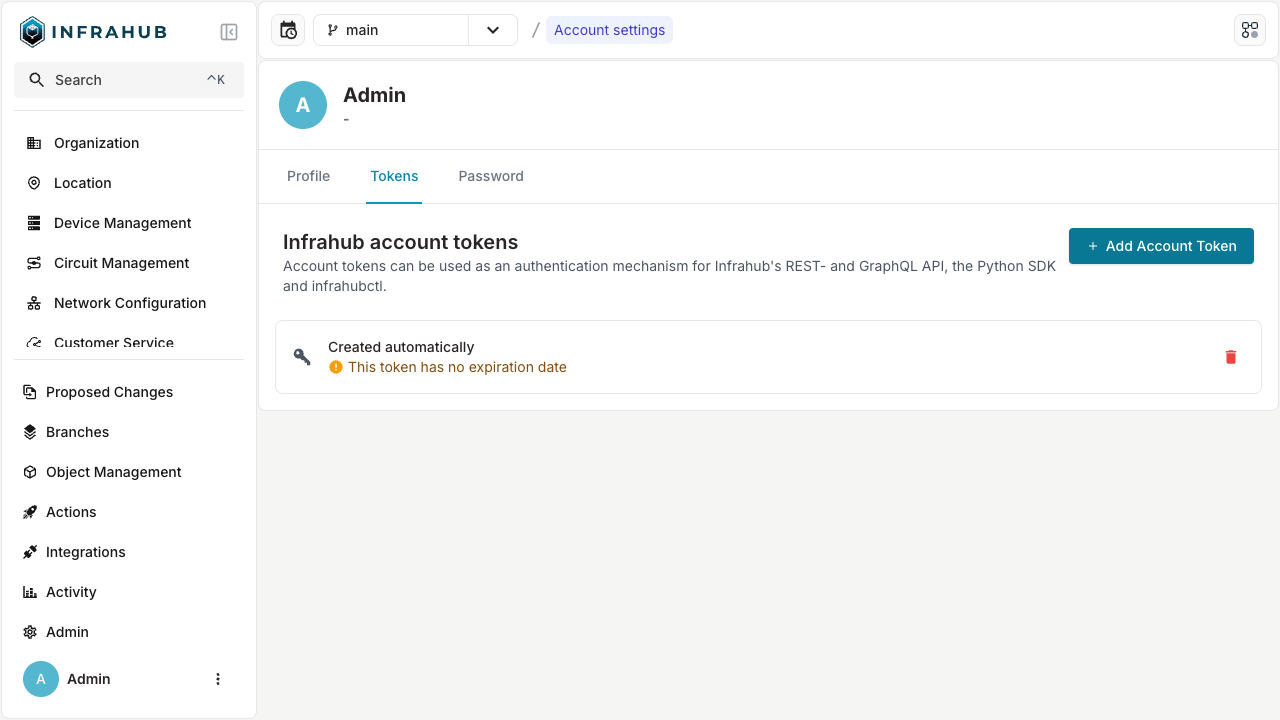 INFRAHUB
Search
^K
Organization
Location
Device Management
Circuit Management
Network Configuration
Customer Service
Proposed Changes
Branches
Object Management
Actions
Integrations
Activity
Admin
A
Admin
main
/
Account settings
A
Admin
-
Profile
Tokens
Password
Infrahub account tokens
Account tokens can be used as an authentication mechanism for Infrahub's REST- and GraphQL API, the Python SDK
and infrahubctl.
+ Add Account Token
Created automatically
This token has no expiration date